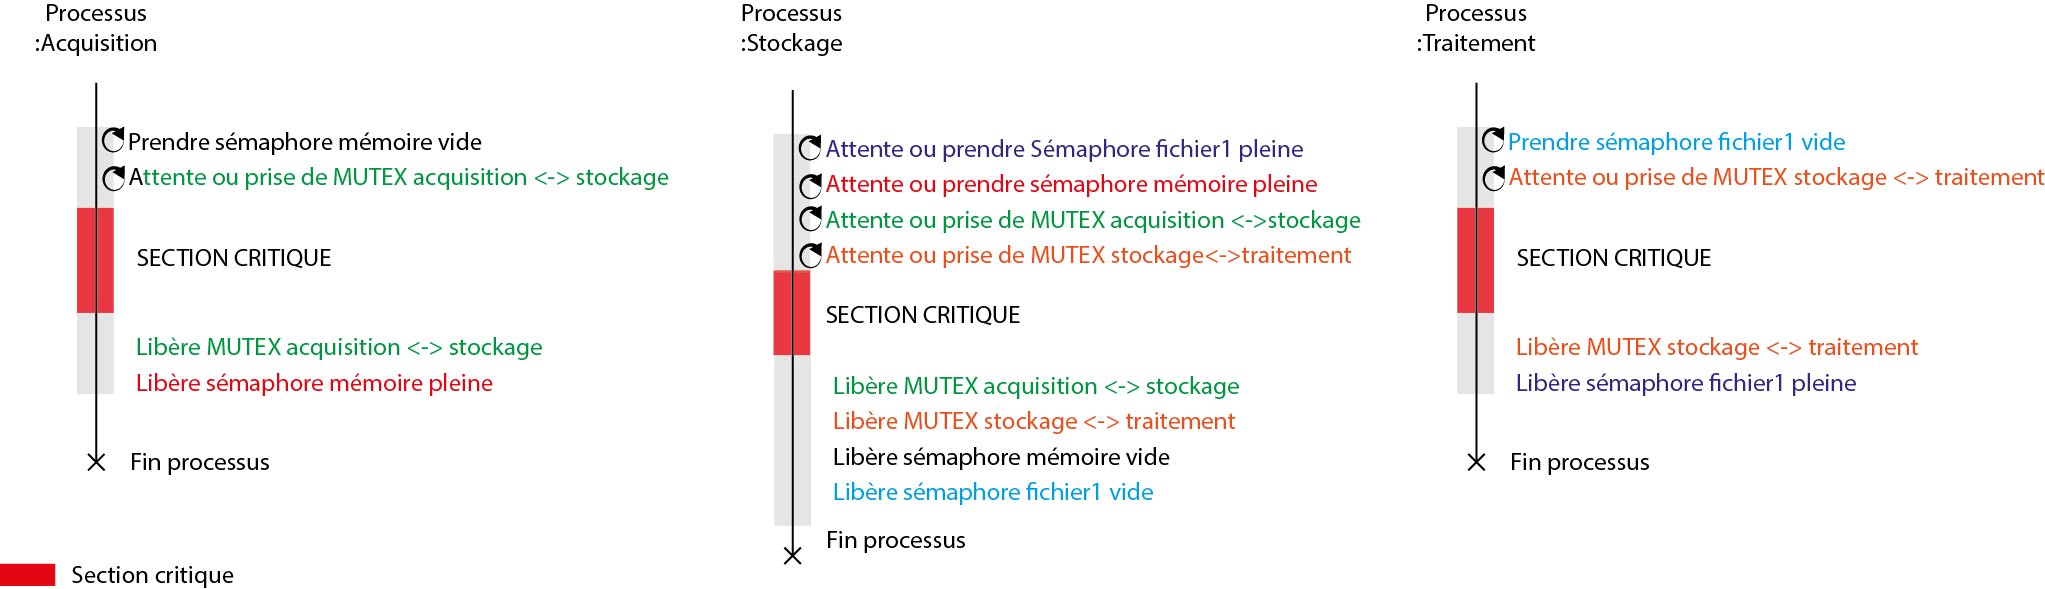 Processus
:Acquisition
Prendre sémaphore mémoire vide
Attente ou prise de MUTEX acquisition <-> stockage
SECTION CRITIQUE
Libère MUTEX acquisition <-> stockage
Libère sémaphore mémoire pleine
Fin processus
Processus
:Stockage
Attente ou prendre Sémaphore fichier1 pleine
Attente ou prendre sémaphore mémoire pleine
Attente ou prise de MUTEX acquisition <->stockage
Attente ou prise de MUTEX stockage<->traitement
SECTION CRITIQUE
Libère MUTEX acquisition <-> stockage
Libère MUTEX stockage <-> traitement
Libère sémaphore mémoire vide
Libère sémaphore fichier1 vide
Fin processus
Processus
:Traitement
Prendre sémaphore fichier1 vide
Attente ou prise de MUTEX stockage <-> traitement
SECTION CRITIQUE
Libère MUTEX stockage <-> traitement
Libère sémaphore fichier1 pleine
Fin processus
Section critique